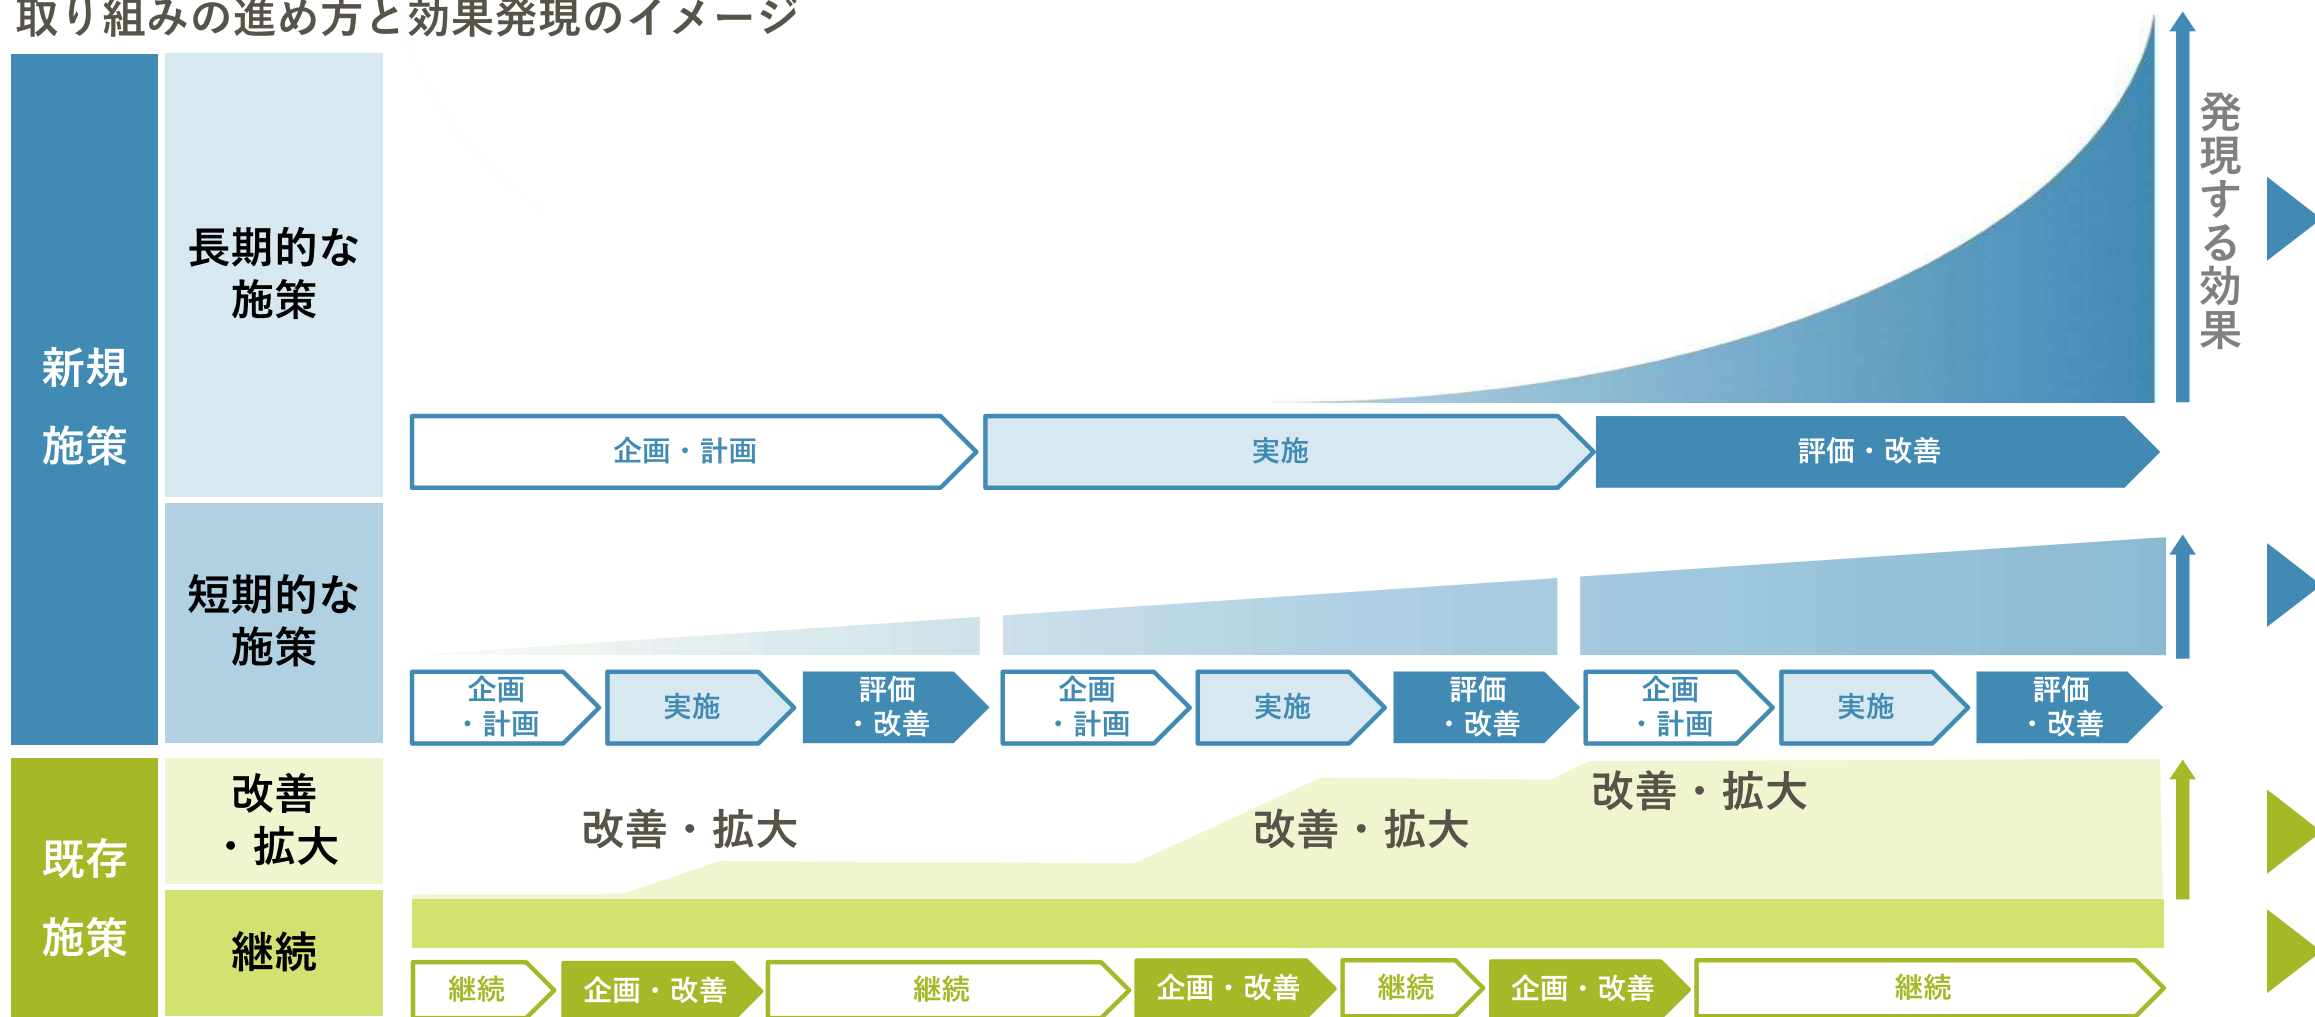 取り組みの進め方と効果発現のイメージ
新規
施策
長期的な
施策
発現する効果
企画・計画
実施
評価・改善
短期的な
施策
企画
・計画
実施
評価
・改善
企画
・計画
実施
評価
・改善
企画
・計画
実施
評価
・改善
既存
施策
改善
・拡大
改善・拡大
改善・拡大
改善・拡大
継続
継続
企画・改善
継続
企画・改善
継続
企画・改善
継続